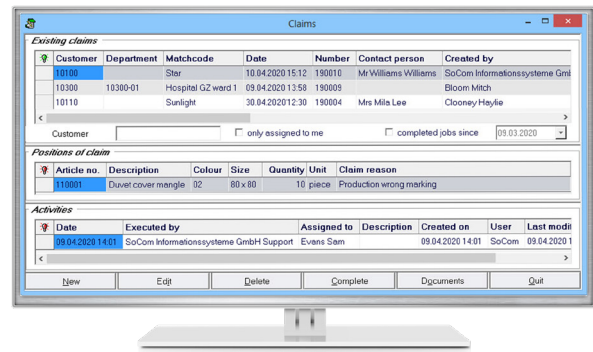 Claims
Existing claims
Customer Department Matchcode Date Number Contact person Created by
10100 Star 10.04.2020 15:12 190010 Mr Williams Williams SoCom Informationssysteme Gm
10300 10300-01 Hospital GZ ward 1 09.04.2020 13:58 190009 Bloom Mitch
10110 Sunlight 30.04.2020 12:30 190004 Mrs Mila Lee Clooney Haylie
Customer only assigned to me completed jobs since 09.03.2020
Positions of claim
Article no. Description Colour Size Quantity Unit Claim reason
110001 Duvet cover mangle 02 80 x 80 10 piece Production wrong marking
Activities
Date Executed by Assigned to Description Created on User Last modif
09.04.2020 14:01 SoCom Informationssysteme GmbH Support Evans Sam 09.04.2020 14:01 SoCom 09.04.2020 1
New Edit Delete Complete Documents Quit